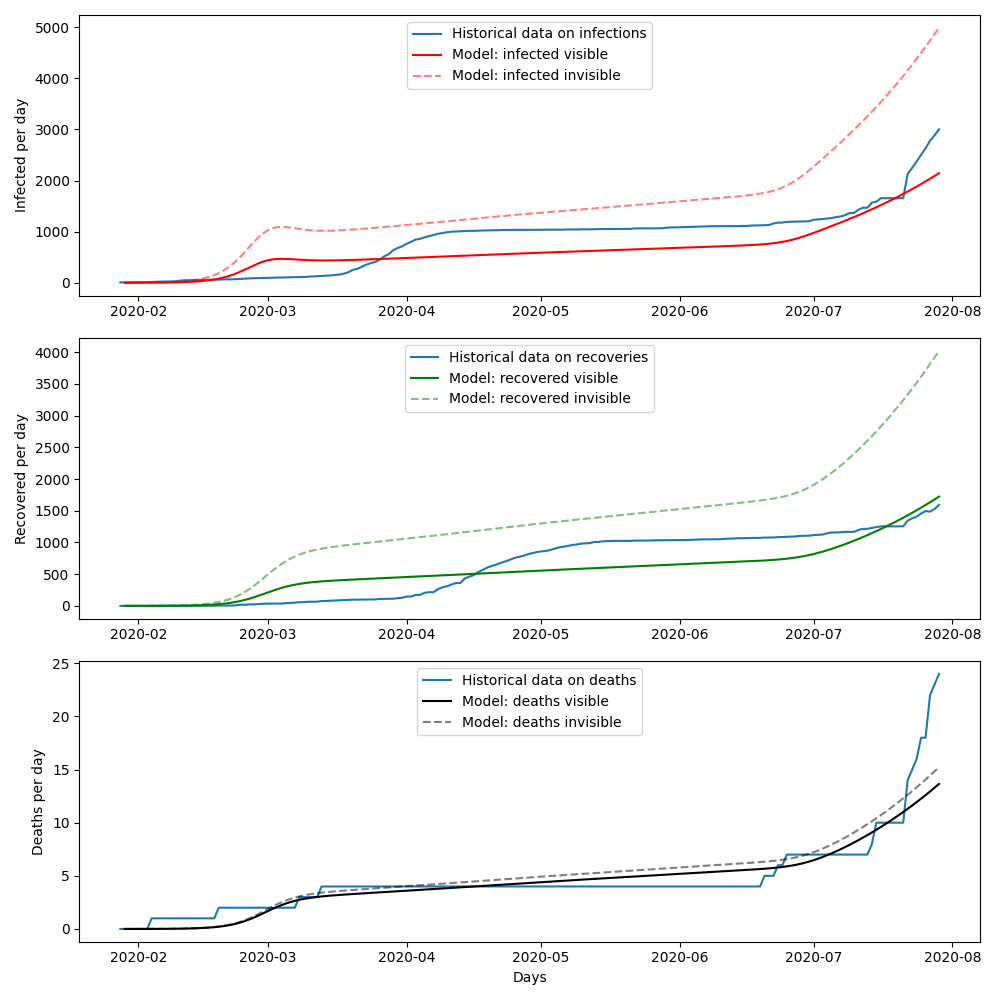 Infected per day
5000
4000
3000
2000
1000
0
Historical data on infections
Model: infected visible
Model: infected invisible
2020-02 2020-03 2020-04 2020-05 2020-06 2020-07 2020-08
Recovered per day
4000
3500
3000
2500
2000
1500
1000
500
0
Historical data on recoveries
Model: recovered visible
Model: recovered invisible
2020-02 2020-03 2020-04 2020-05 2020-06 2020-07 2020-08
Deaths per day
25
20
15
10
5
0
Historical data on deaths
Model: deaths visible
Model: deaths invisible
2020-02 2020-03 2020-04 2020-05 2020-06 2020-07 2020-08
Days